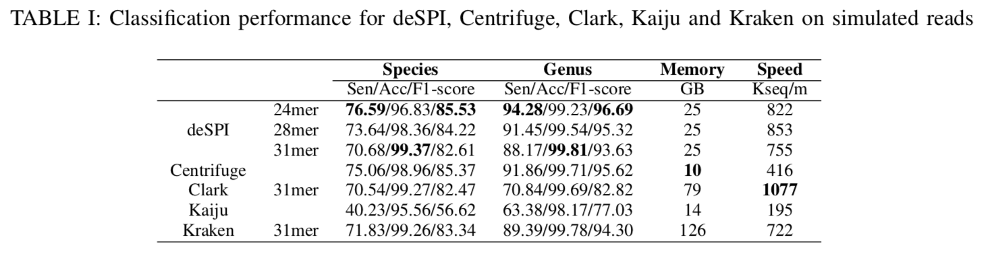 TABLE I: Classification performance for deSPI, Centrifuge, Clark, Kaiju and Kraken on simulated reads
Species Genus Memory Speed
Sen/Acc/F1-score Sen/Acc/F1-score GB Kseq/m
24mer 76.59/96.83/85.53 94.28/99.23/96.69 25 822
deSPI 28mer 73.64/98.36/84.22 91.45/99.54/95.32 25 853
31mer 70.68/99.37/82.61 88.17/99.81/93.63 25 755
Centrifuge 75.06/98.96/85.37 91.86/99.71/95.62 10 416
Clark 31mer 70.54/99.27/82.47 70.84/99.69/82.82 79 1077
Kaiju 40.23/95.56/56.62 63.38/98.17/77.03 14 195
Kraken 31mer 71.83/99.26/83.34 89.39/99.78/94.30 126 722